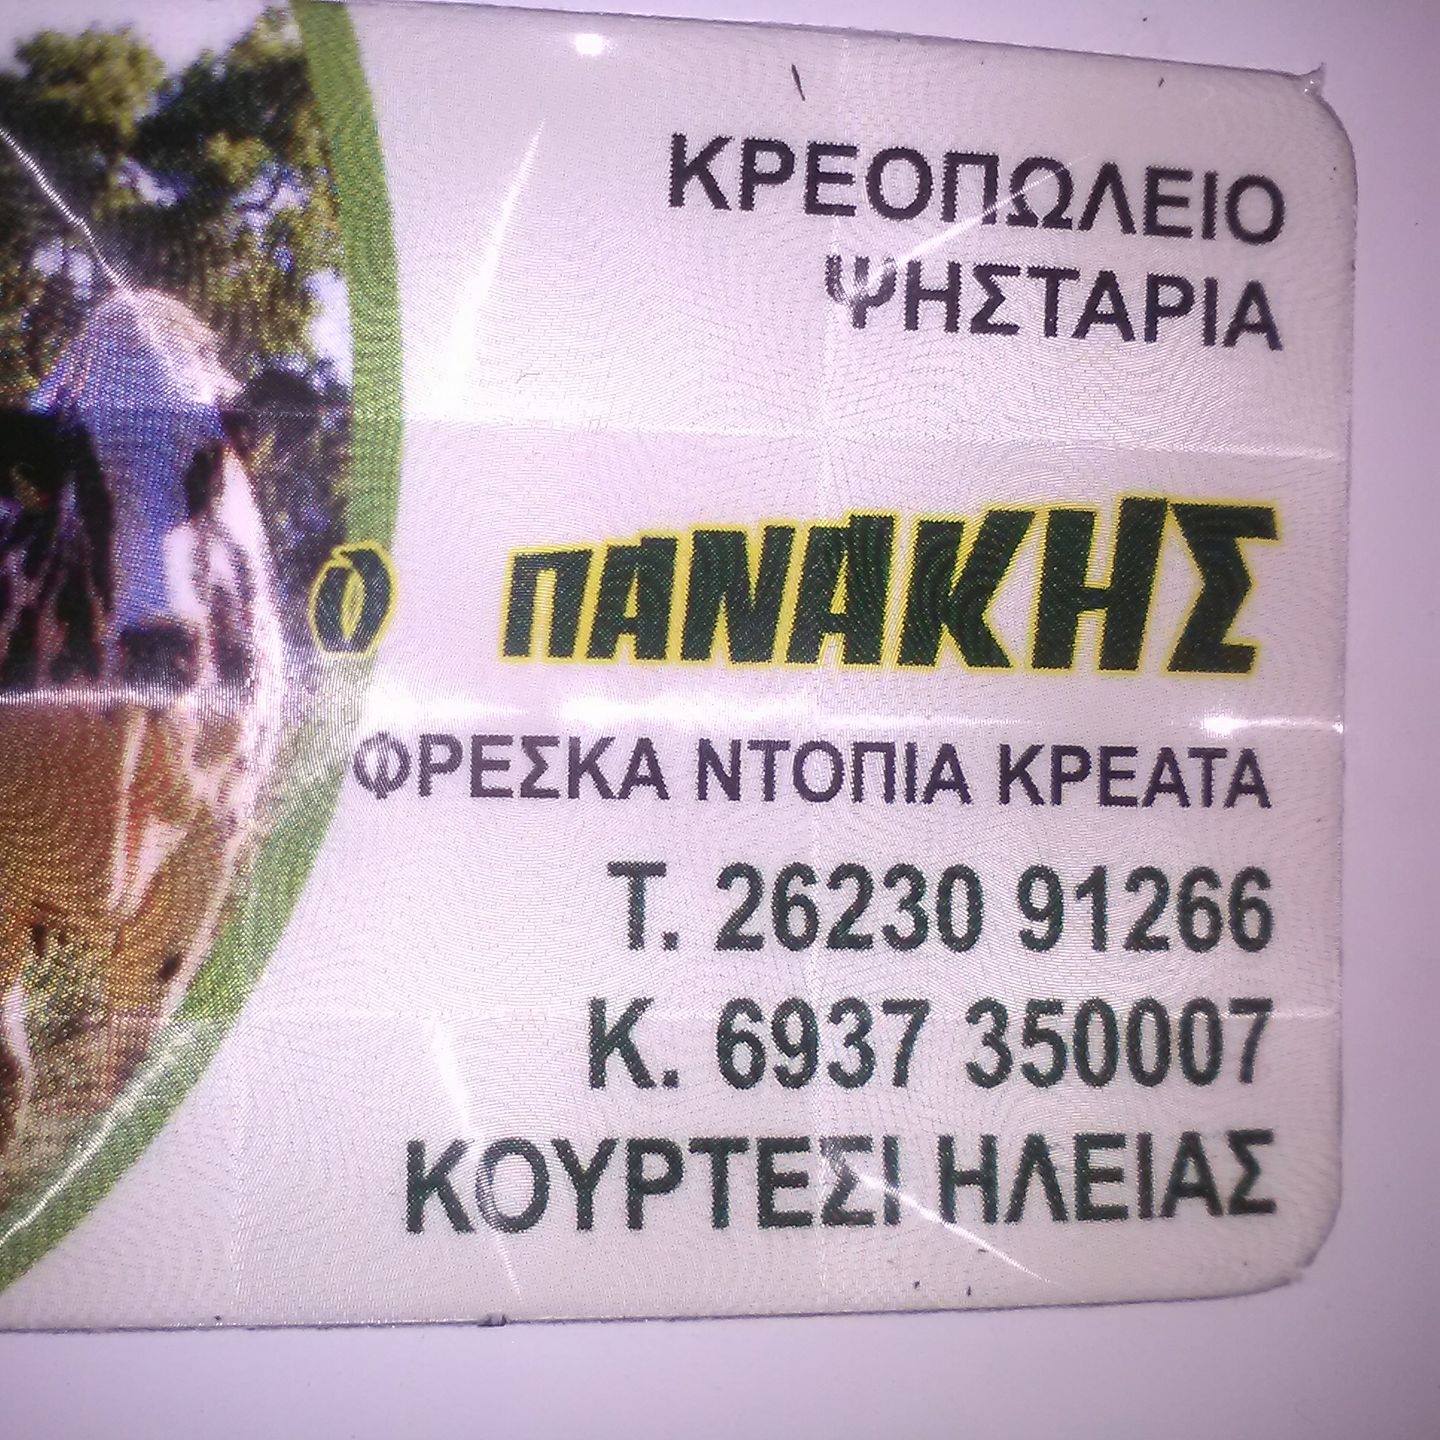 ΚΡΕΟΠΩΛΕΙΟ
ΨΗΣΤΑΡΙΑ
Ο ΠΑΝΑΚΗΣ
ΦΡΕΣΚΑ ΝΤΟΠΙΑ ΚΡΕΑΤΑ
Τ. 26230 91266
Κ. 6937 350007
ΚΟΥΡΤΕΣΙ ΗΛΕΙΑΣ